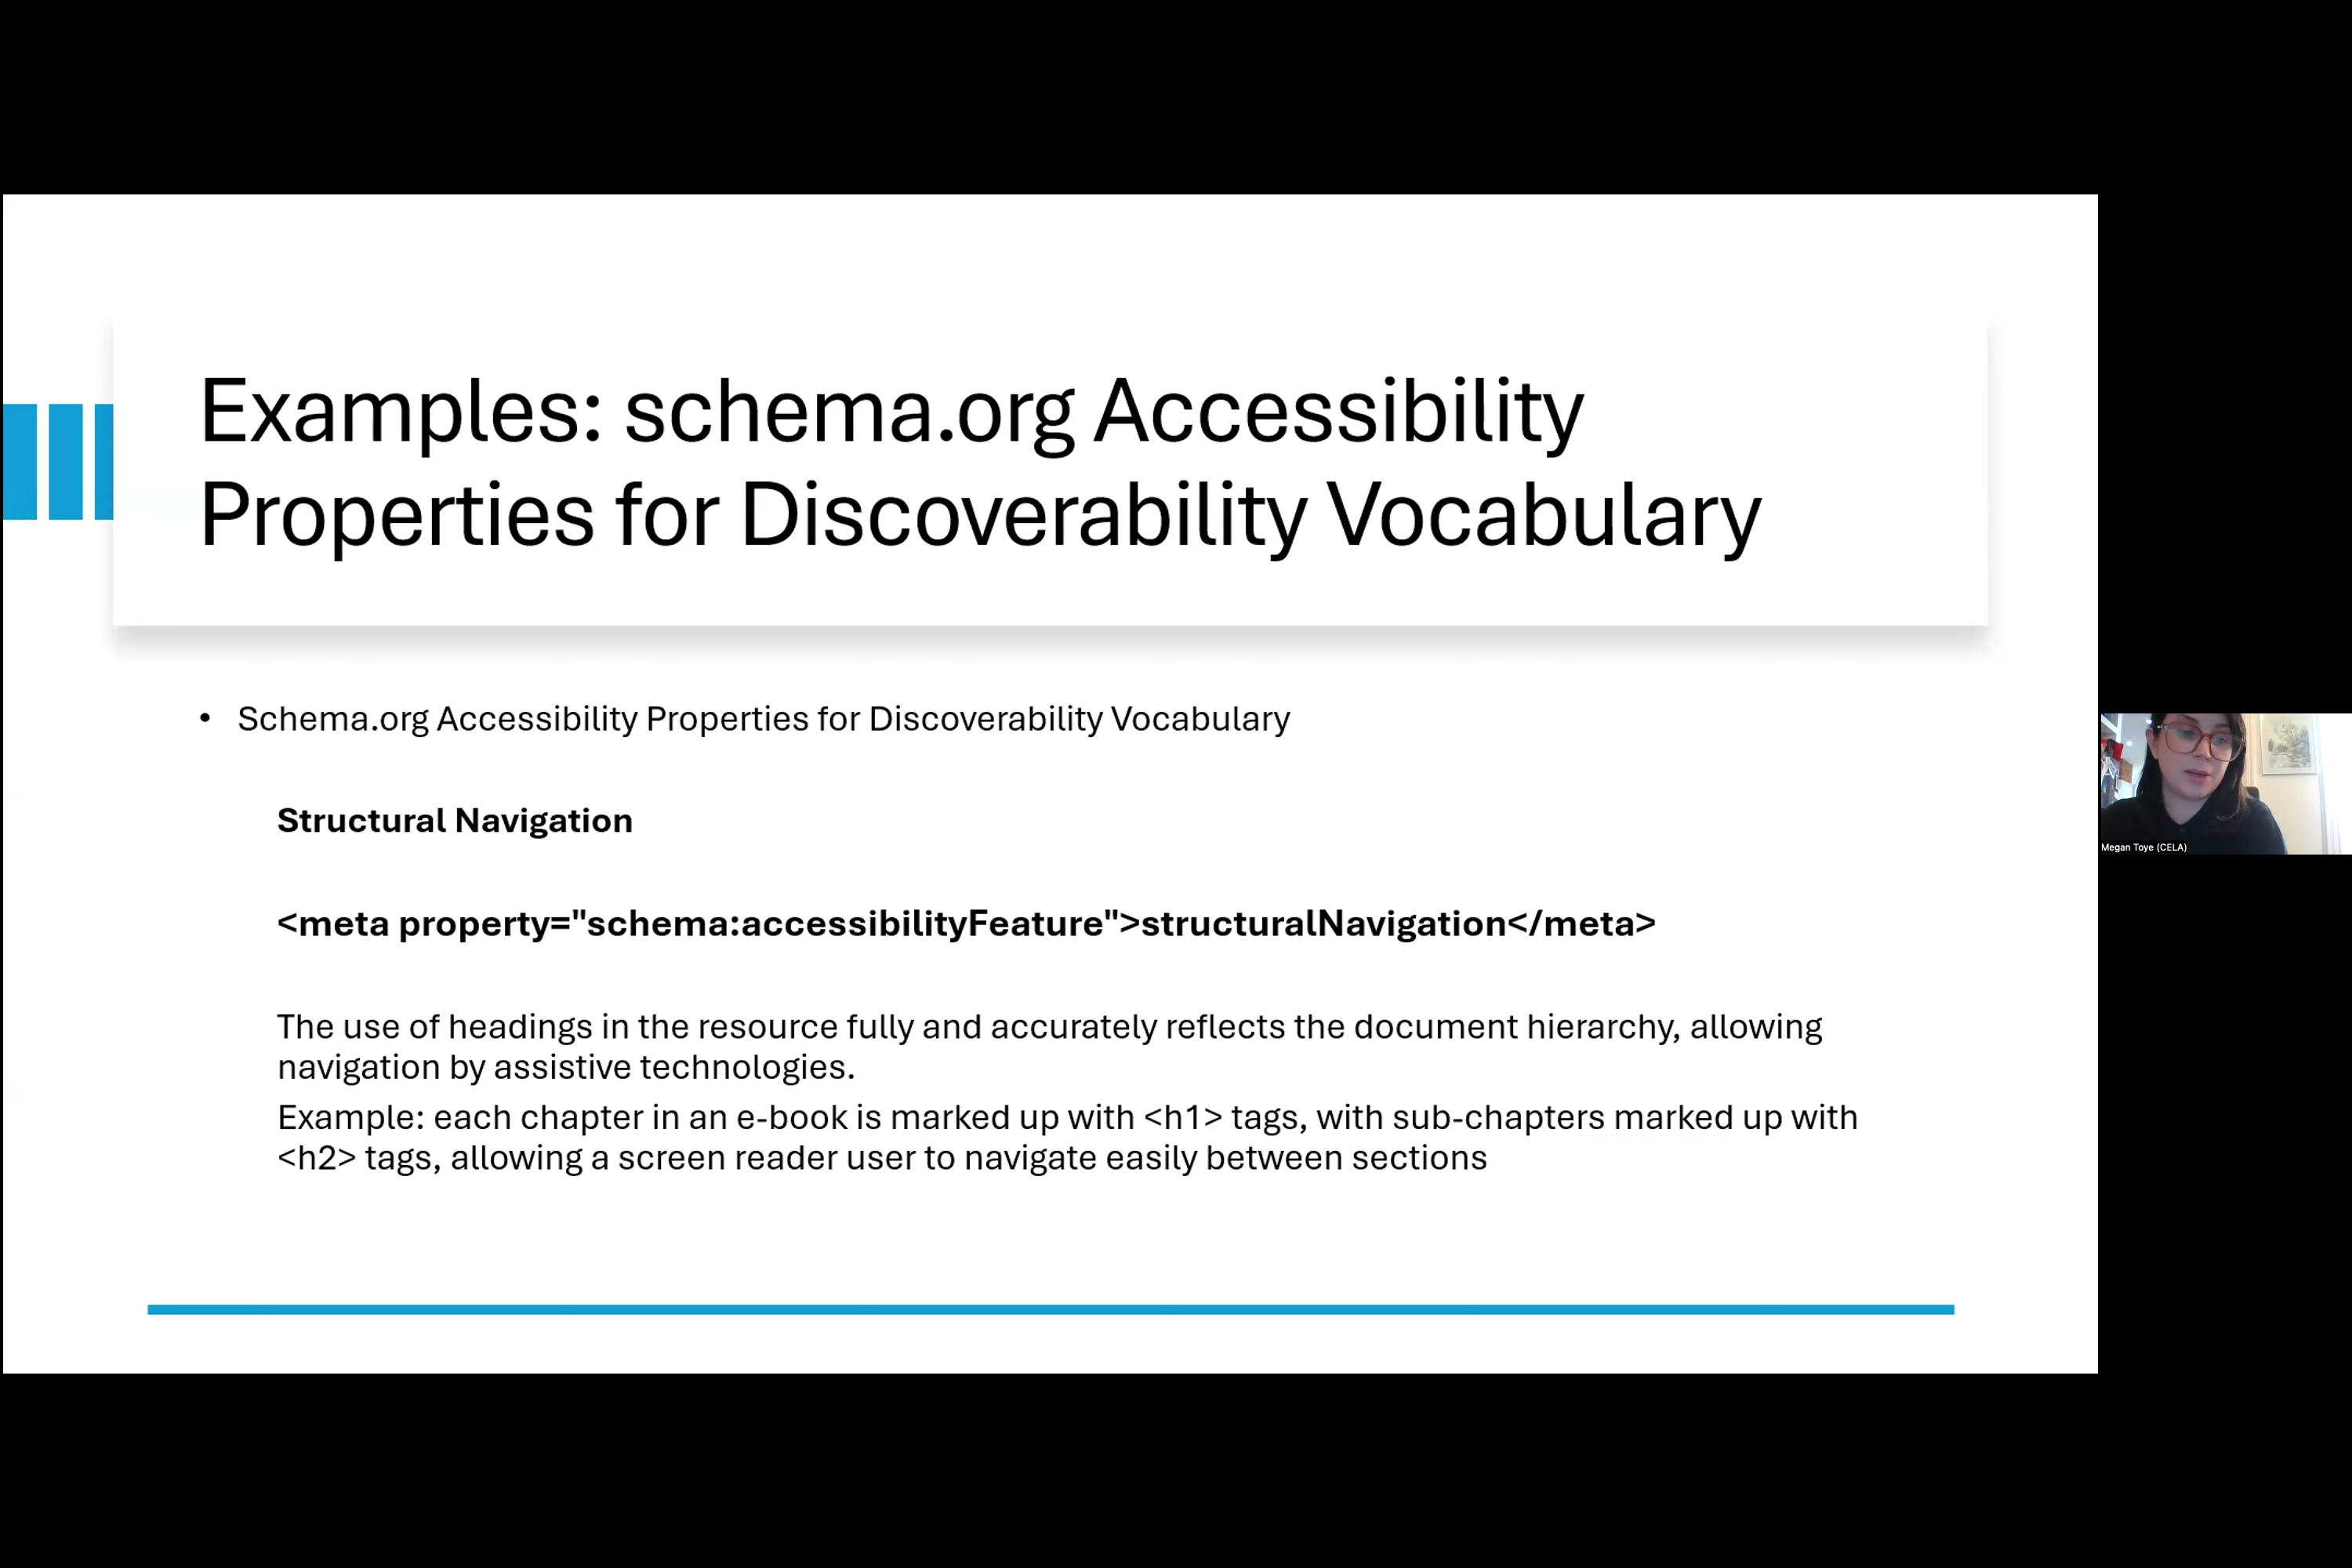 Examples: schema.org Accessibility
Properties for Discoverability Vocabulary
• Schema.org Accessibility Properties for Discoverability Vocabulary
Structural Navigation
<meta property="schema:accessibilityFeature">structuralNavigation</meta>
The use of headings in the resource fully and accurately reflects the document hierarchy, allowing
navigation by assistive technologies.
Example: each chapter in an e-book is marked up with <h1> tags, with sub-chapters marked up with
<h2> tags, allowing a screen reader user to navigate easily between sections
Megan Toye (CELA)